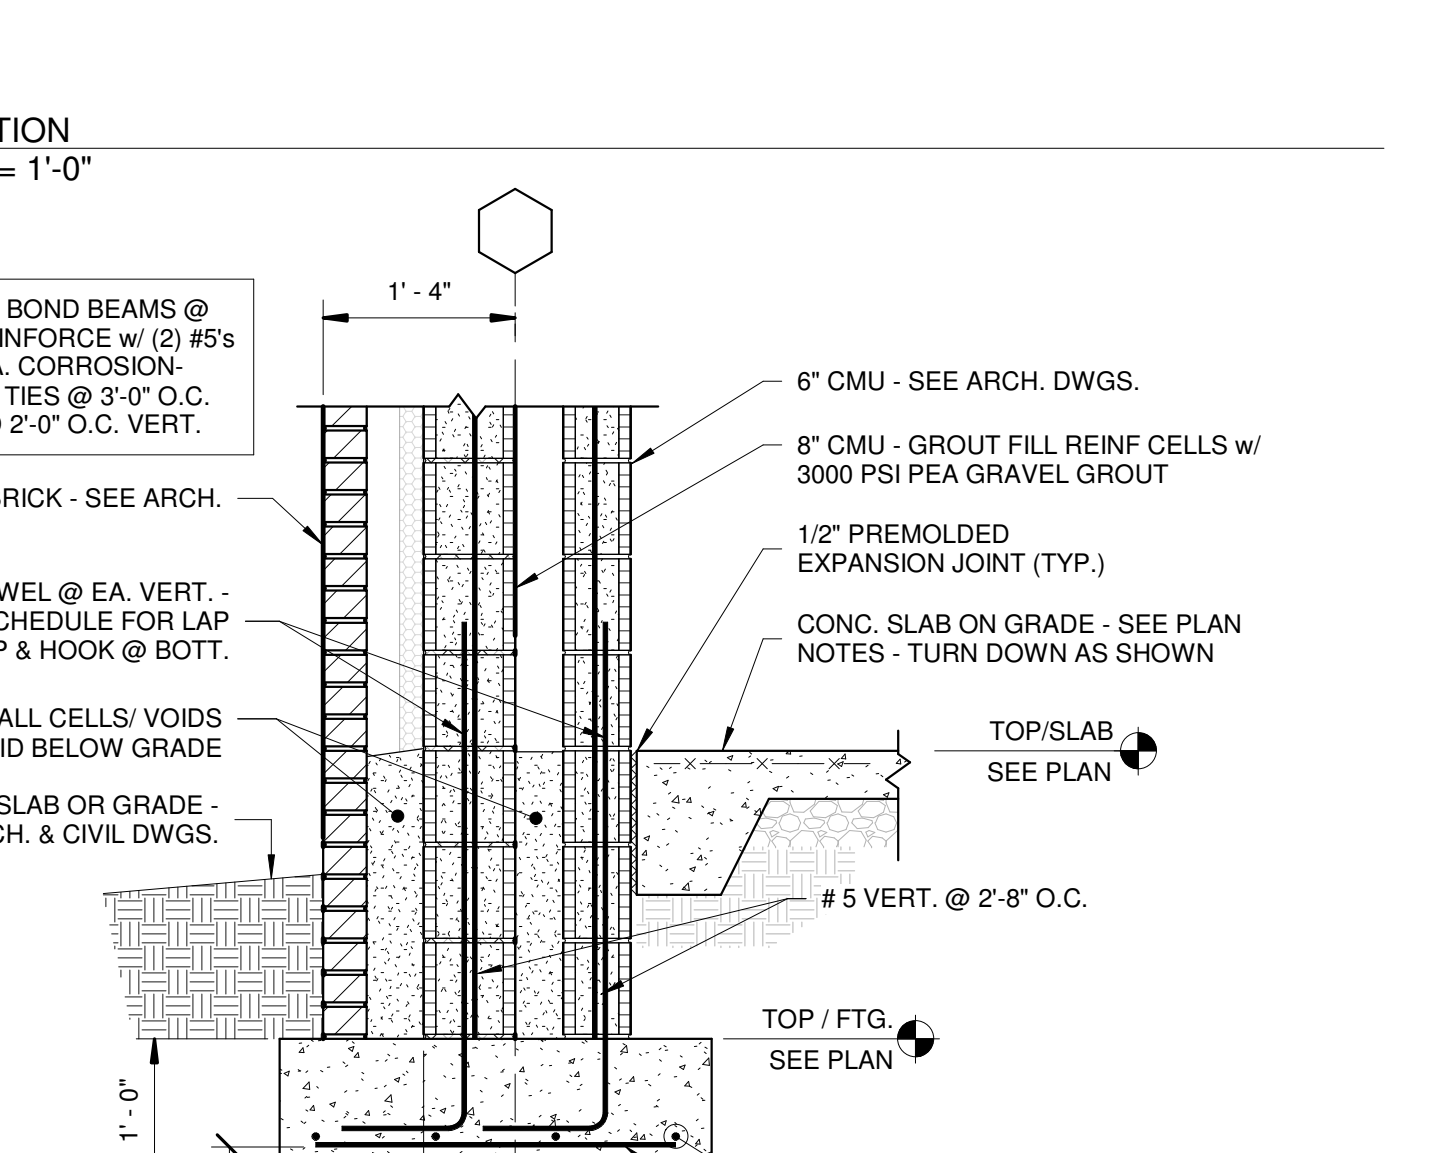 TION
= 1'-0"
1' - 4"
BOND BEAMS @
INFORCE w/ (2) #5's
A. CORROSION-
TIES @ 3'-0" O.C.
2'-0" O.C. VERT.
BRICK - SEE ARCH.
WEL @ EA. VERT. -
CHEDULE FOR LAP
P & HOOK @ BOTT.
ALL CELLS/ VOIDS
ID BELOW GRADE
SLAB OR GRADE -
CH. & CIVIL DWGS.
6" CMU - SEE ARCH. DWGS.
8" CMU - GROUT FILL REINF CELLS w/
3000 PSI PEA GRAVEL GROUT
1/2" PREMOLDED
EXPANSION JOINT (TYP.)
CONC. SLAB ON GRADE - SEE PLAN
NOTES - TURN DOWN AS SHOWN
TOP/SLAB
SEE PLAN
# 5 VERT. @ 2'-8" O.C.
TOP / FTG.
SEE PLAN
1' - 0"